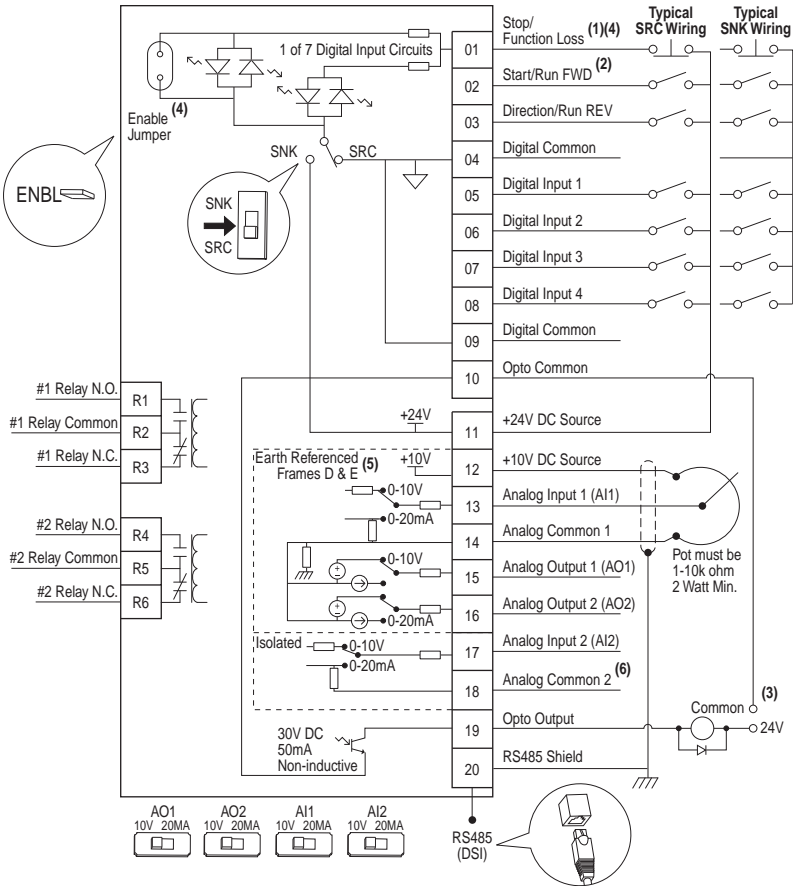 Typical
SRC Wiring
Typical
SNK Wiring
Stop/
Function Loss (1)(4)
01
1 of 7 Digital Input Circuits
Start/Run FWD (2)
02
Enable (4)
Jumper
Direction/Run REV
03
SNK
SRC
Digital Common
04
ENBL
SNK
SRC
Digital Input 1
05
Digital Input 2
06
Digital Input 3
07
Digital Input 4
08
Digital Common
09
Opto Common
10
#1 Relay N.O.
R1
#1 Relay Common
R2
#1 Relay N.C.
R3
+24V
11
+24V DC Source
Earth Referenced
Frames D & E (5)
+10V
12
+10V DC Source
0-10V
13
Analog Input 1 (AI1)
0-20mA
14
Analog Common 1
Pot must be
1-10k ohm
2 Watt Min.
#2 Relay N.O.
R4
#2 Relay Common
R5
#2 Relay N.C.
R6
0-10V
15
Analog Output 1 (AO1)
0-20mA
16
Analog Output 2 (AO2)
Isolated
0-10V
17
Analog Input 2 (AI2)
0-20mA
18
Analog Common 2 (6)
Common
(3)
24V
19
Opto Output
30V DC
50mA
Non-inductive
20
RS485 Shield
AO1
10V 20MA
AO2
10V 20MA
AI1
10V 20MA
AI2
10V 20MA
RS485
(DSI)